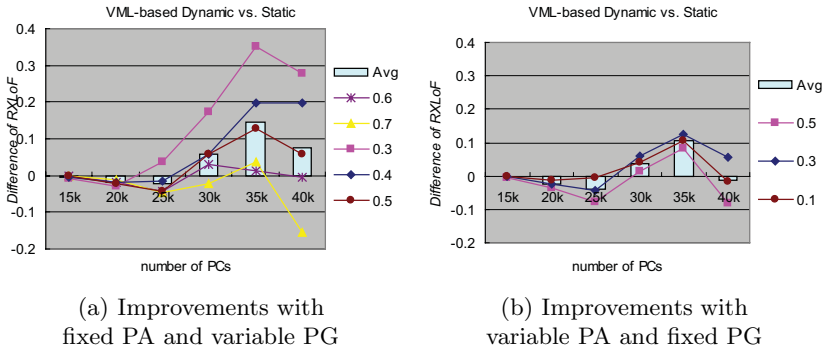 VML-based Dynamic vs. Static
0.4
0.3
0.2
0.1
0
-0.1
-0.2
Difference of RXLoF
15k 20k 25k 30k 35k 40k
number of PCs
Avg
0.6
0.7
0.3
0.4
0.5
(a) Improvements with
fixed PA and variable PG
VML-based Dynamic vs. Static
0.4
0.3
0.2
0.1
0
-0.1
-0.2
Difference of RXLoF
15k 20k 25k 30k 35k 40k
number of PCs
Avg
0.5
0.3
0.1
(b) Improvements with
variable PA and fixed PG